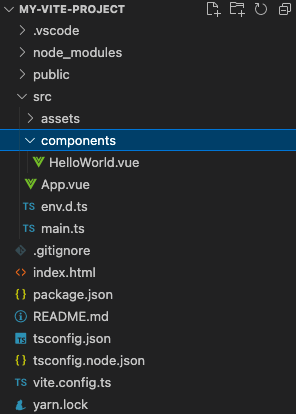 MY-VITE-PROJECT
.vscode
node_modules
public
src
assets
components
HelloWorld.vue
App.vue
TS env.d.ts
TS main.ts
.gitignore
<> index.html
{} package.json
README.md
TS tsconfig.json
{} tsconfig.node.json
TS vite.config.ts
yarn.lock